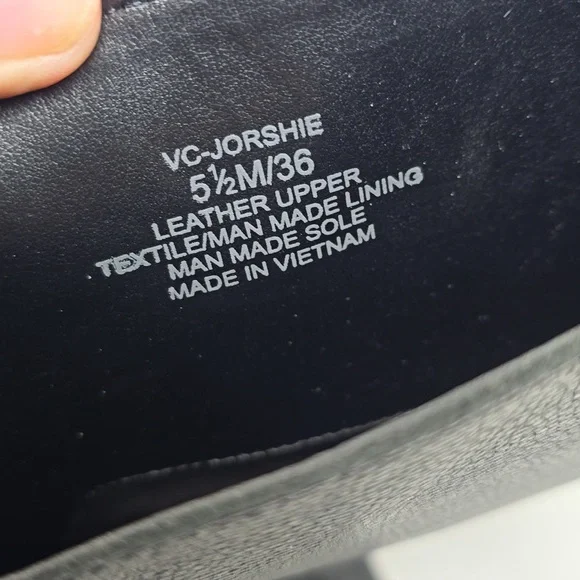 VC-JORSHIE
5½M/36
LEATHER UPPER
TEXTILE/MAN MADE LINING
MAN MADE SOLE
MADE IN VIETNAM